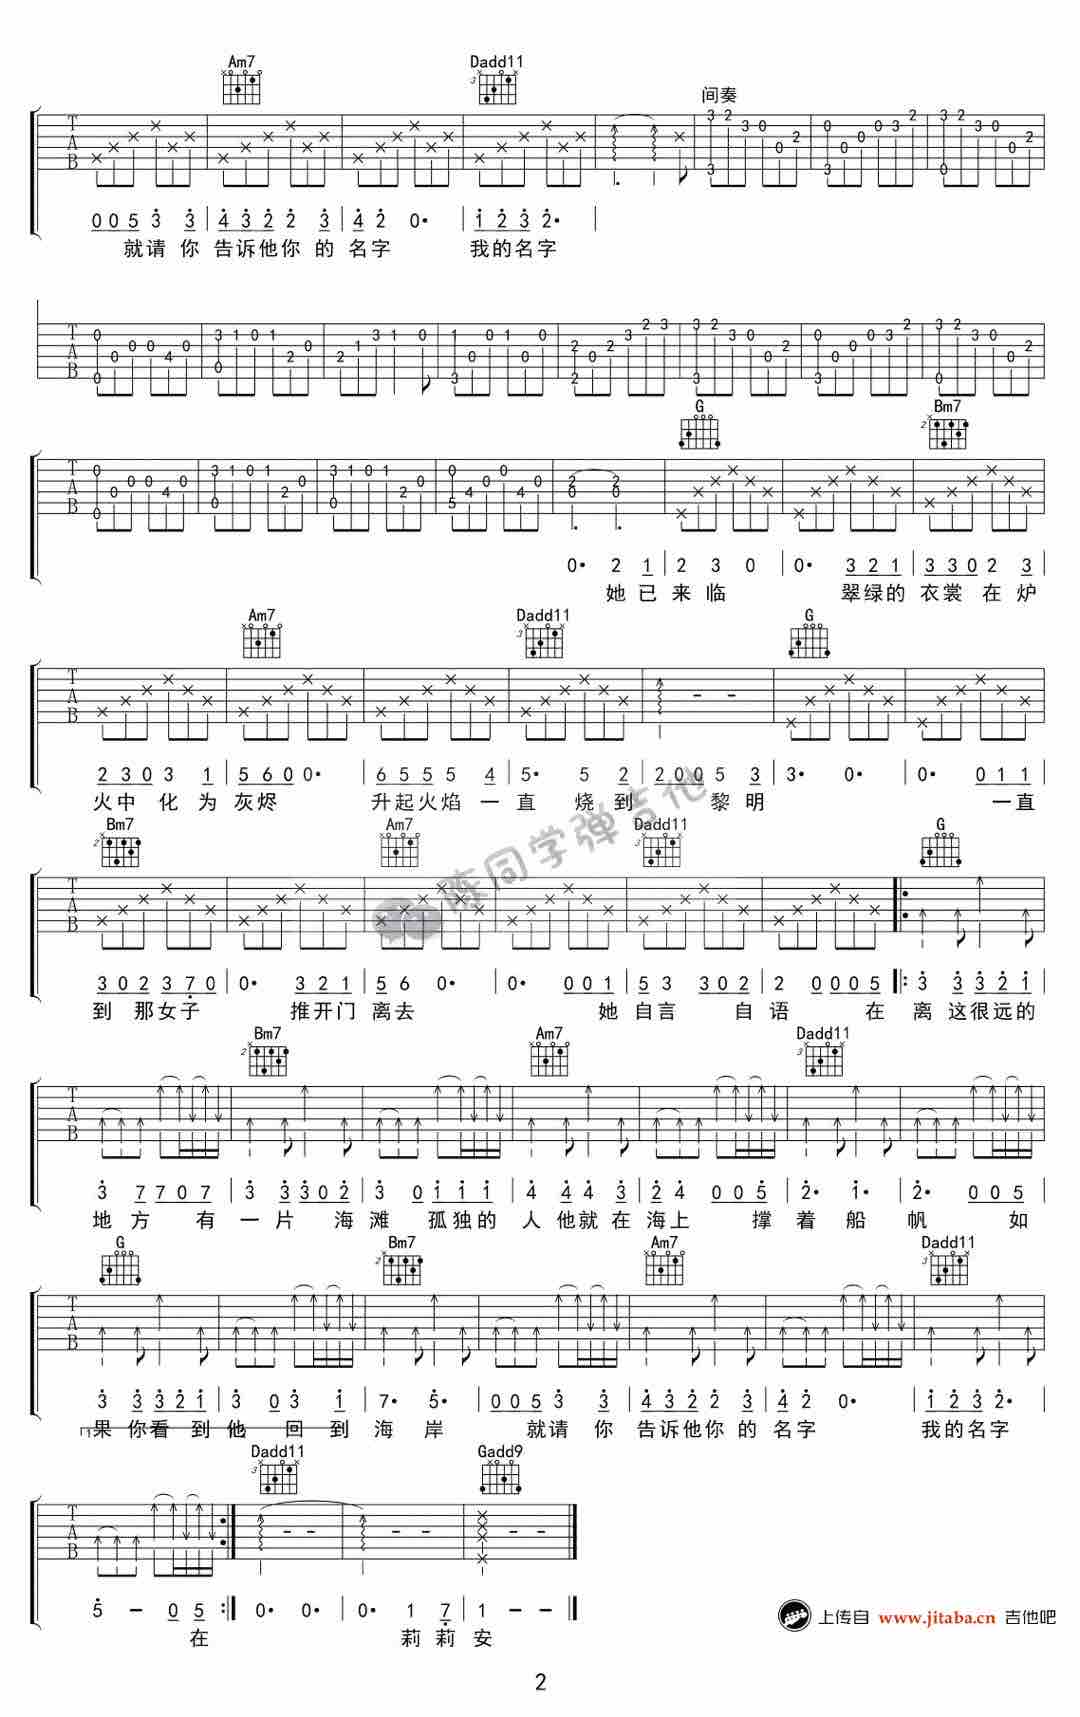 Am7 Dadd11
间奏
0 0 5 3 3 4 3 2 2 3 4 2 0· 1 2 3 2·
就请 你 告诉他你 的 名字 我的名字
G Bm7
0· 2 1 2 3 0 0· 3 2 1 3 3 0 2 3
她 已 来 临 翠绿的 衣裳 在 炉
Am7 Dadd11 G
2 3 0 3 1 5 6 0 0· 6 5 5 5 4 5· 5 2 2 0 0 5 3 3· 0· 0· 0 1 1
火中 化 为 灰烬 升起火焰 一 直 烧 到 黎 明 一直
Bm7 Am7 Dadd11 G
陈同学弹吉他
3 0 2 3 7 0 0· 3 2 1 5 6 0· 0· 0 0 1 5 3 3 0 2 2 0 0 0 5 3 3 3 2 1
到 那女子 推开门 离去 她 自言 自 语 在 离 这很远的
Bm7 Am7 Dadd11
3 7 7 0 7 3 3 3 0 2 3 0 1 1 1 4 4 4 3 2 4 0 0 5 2· 1· 2· 0 0 5
地 方 有 一 片 海 滩 孤独的 人 他就 在 海上 撑 着 船 帆 如
G Bm7 Am7 Dadd11
3 3 3 2 1 3 0 3 1 7· 5· 0 0 5 3 3 4 3 2 2 3 4 2 0· 1 2 3 2·
果 你看 到 他 回 到 海 岸 就请 你 告诉他你 的 名字 我的名字
Dadd11 Gadd9
5 – 0 5 0· 0· 0· 1 7 1 –
在 莉 莉 安
上传自 www.jitaba.cn 吉他吧
2